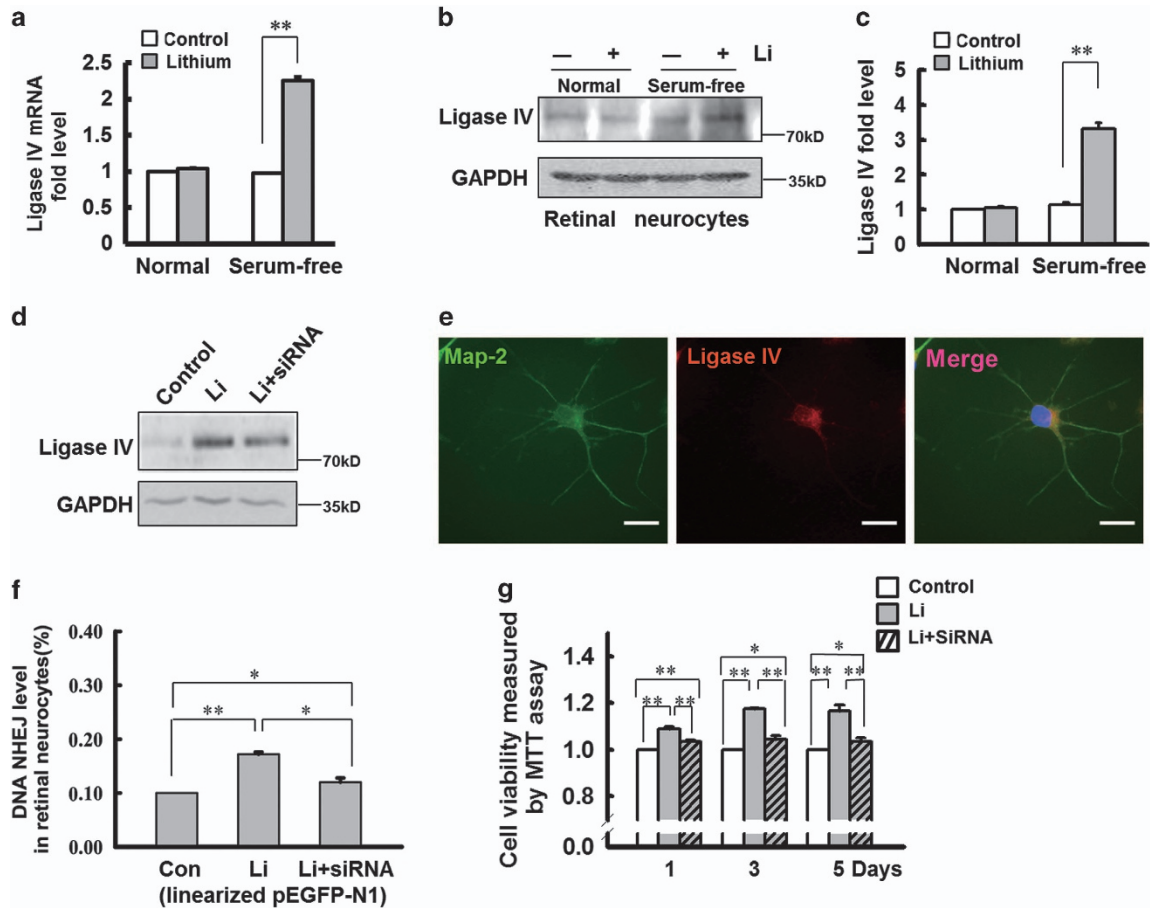 a
Control
Lithium
**
Ligase IV mRNA
fold level
2.5
2
1.5
1
0.5
0
Normal Serum-free
b
— + — + Li
Normal Serum-free
Ligase IV
70kD
GAPDH
35kD
Retinal neurocytes
c
Control
Lithium
**
Ligase IV fold level
5
4
3
2
1
0
Normal Serum-free
d
Control
Li
Li+siRNA
Ligase IV
70kD
GAPDH
35kD
e
Map-2
Ligase IV
Merge
f
DNA NHEJ level
in retinal neurocytes(%)
0.40
0.30
0.20
0.10
0.00
*
** *
Con Li Li+siRNA
(linearized pEGFP-N1)
g
Control
Li
Li+SiRNA
Cell viability measured
by MTT assay
1.4
1.2
1.0
0.8
0.0
**
** **
*
** **
*
** **
1 3 5 Days